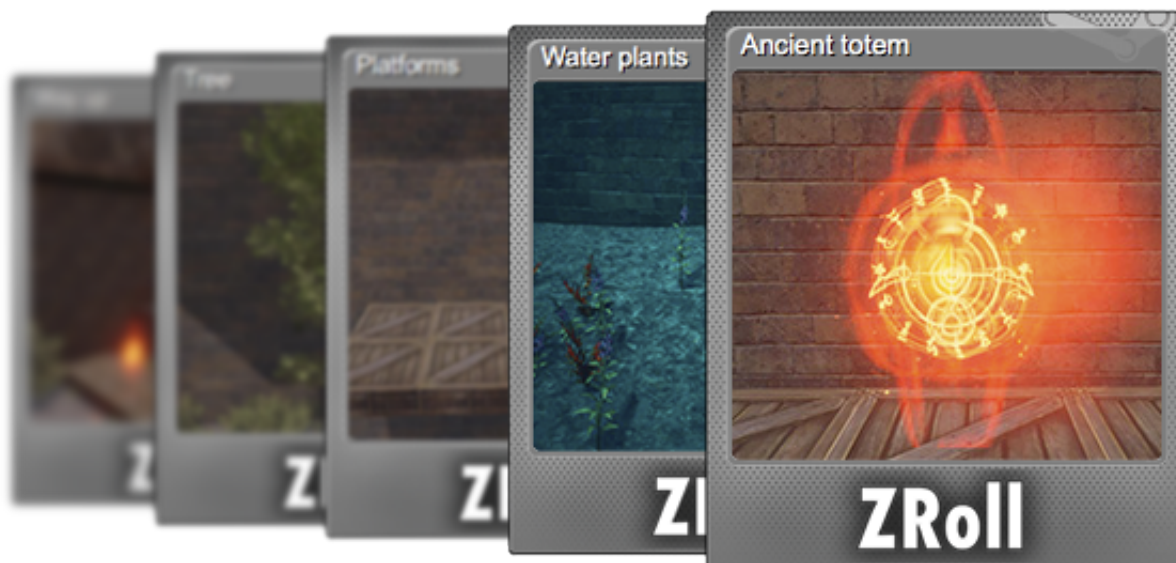 Tree
Platforms
Water plants
Ancient totem
Z
ZRoll